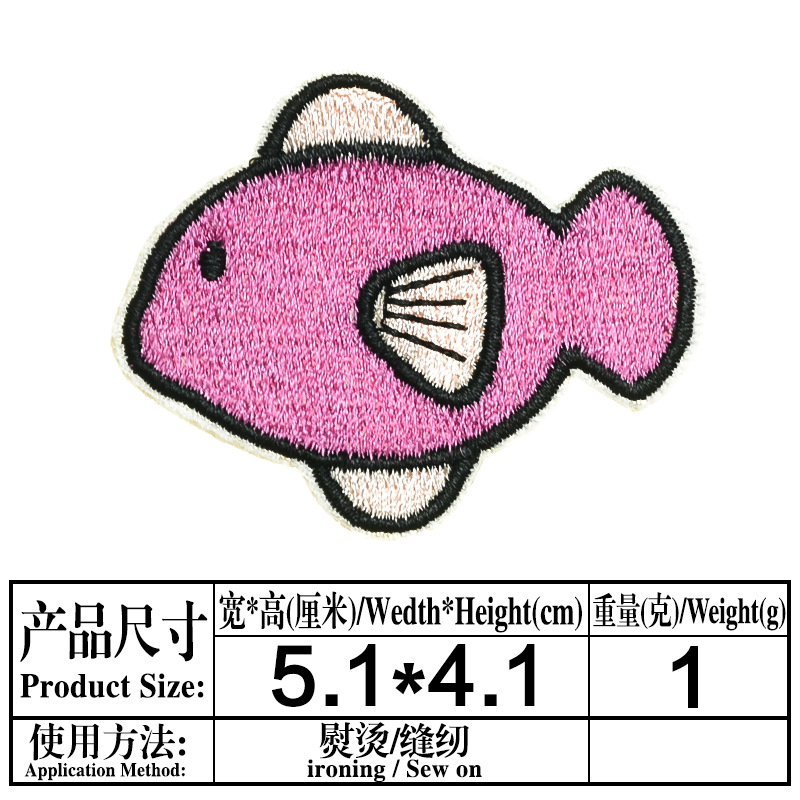 产品尺寸
Product Size:
宽*高(厘米)/Wedth*Height(cm)
重量(克)/Weight(g)
5.1*4.1
1
使用方法:
Application Method:
熨烫/缝纫
ironing / Sew on